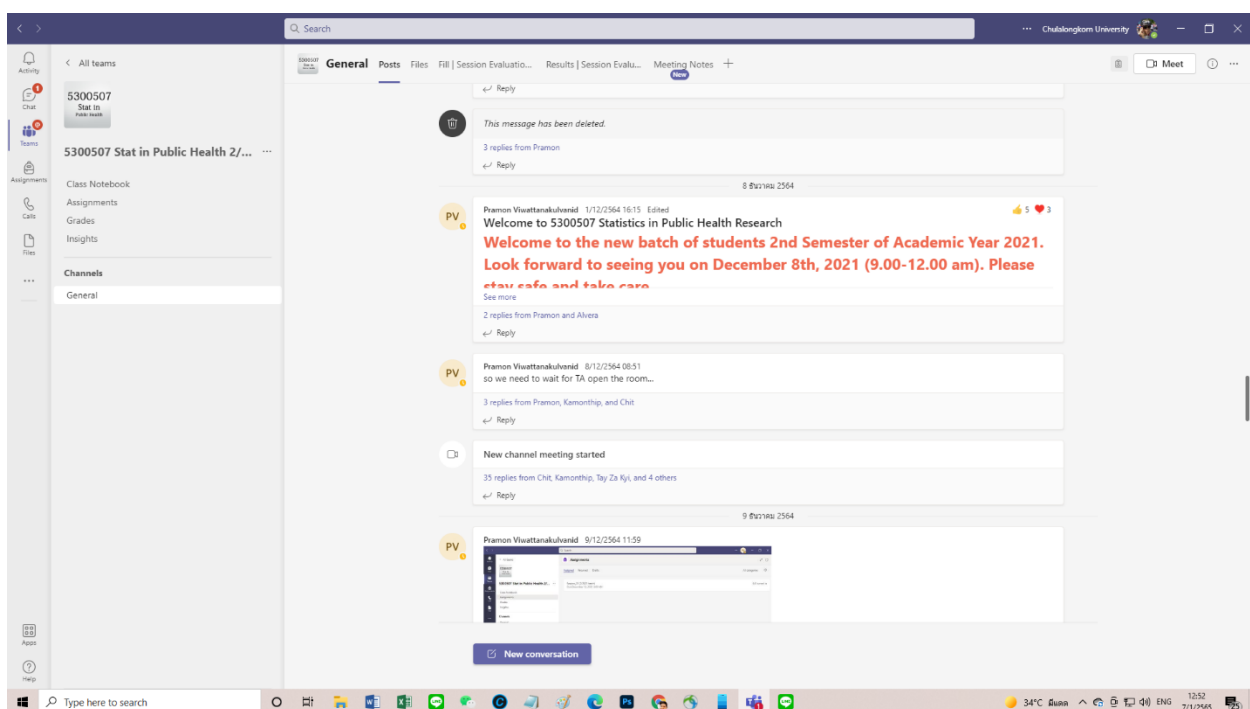 Search
Chulalongkorn University
Activity
Chat
1
Teams
Assignments
Calls
Files
Apps
Help
All teams
5300507
Stat in
Public Health
5300507 Stat in Public Health 2/...
Class Notebook
Assignments
Grades
Insights
Channels
General
General Posts Files Fill | Session Evaluatio... Results | Session Evalu... Meeting Notes
New
Meet
Reply
This message has been deleted.
3 replies from Pramon
Reply
8 ธันวาคม 2564
PV
Pramon Viwattanakulvanid 1/12/2564 16:15 Edited
5 3
Welcome to 5300507 Statistics in Public Health Research
Welcome to the new batch of students 2nd Semester of Academic Year 2021.
Look forward to seeing you on December 8th, 2021 (9.00-12.00 am). Please
stay safe and take care
See more
2 replies from Pramon and Alvera
Reply
PV
Pramon Viwattanakulvanid 8/12/2564 08:51
so we need to wait for TA open the room...
3 replies from Pramon, Kamonthip, and Chit
Reply
New channel meeting started
35 replies from Chit, Kamonthip, Tay Za Kyi, and 4 others
Reply
9 ธันวาคม 2564
PV
Pramon Viwattanakulvanid 9/12/2564 11:59
Assignments
New conversation
Type here to search
34°C มีแดด
ENG
12:52
7/1/2565
25